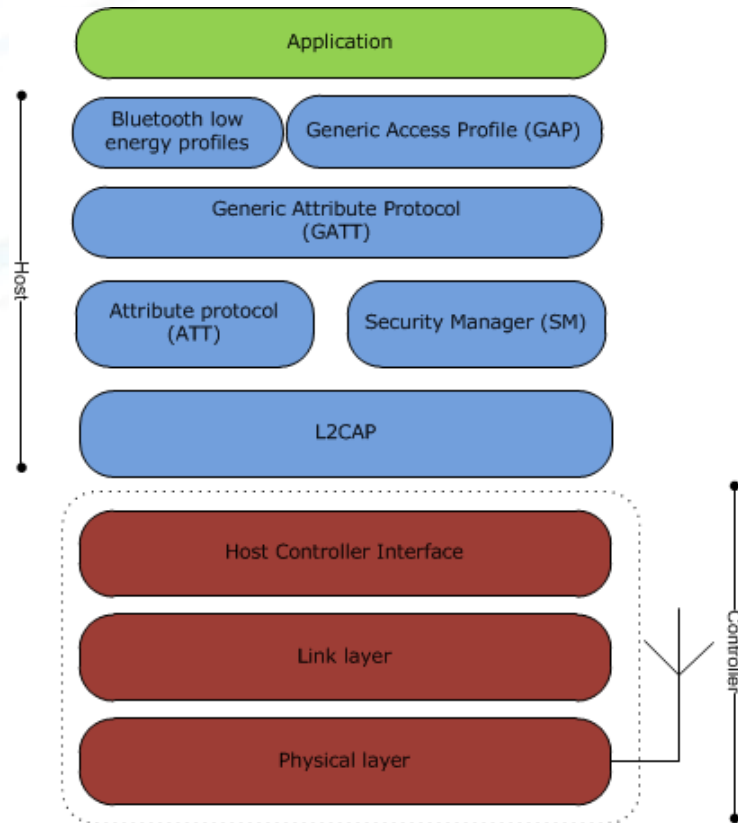 Application
Bluetooth low
energy profiles
Generic Access Profile (GAP)
Generic Attribute Protocol
(GATT)
Host
Attribute protocol
(ATT)
Security Manager (SM)
L2CAP
Host Controller Interface
Link layer
Controller
Physical layer